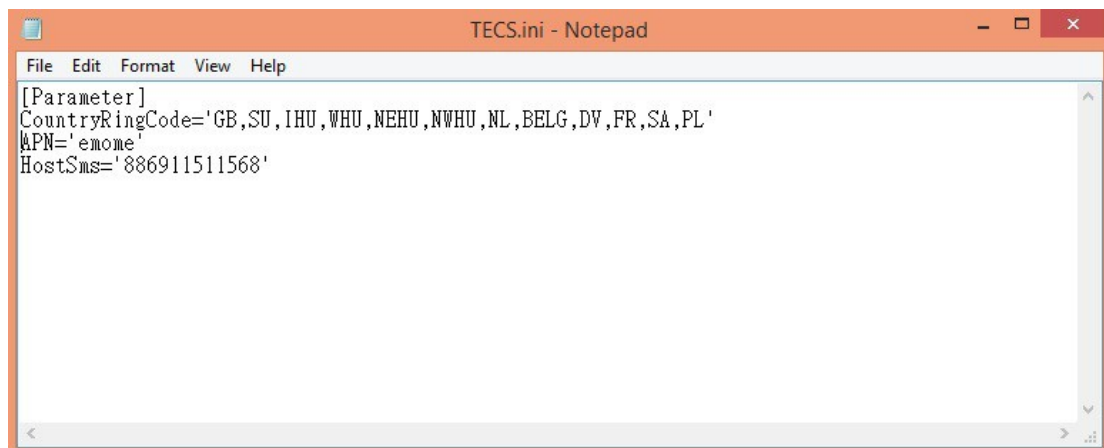 TECS.ini - Notepad
File Edit Format View Help
[Parameter]
CountryRingCode='GB,SU,IHU,WHU,NEHU,NWHU,NL,BELG,DV,FR,SA,PL'
APN='emome'
HostSms='886911511568'